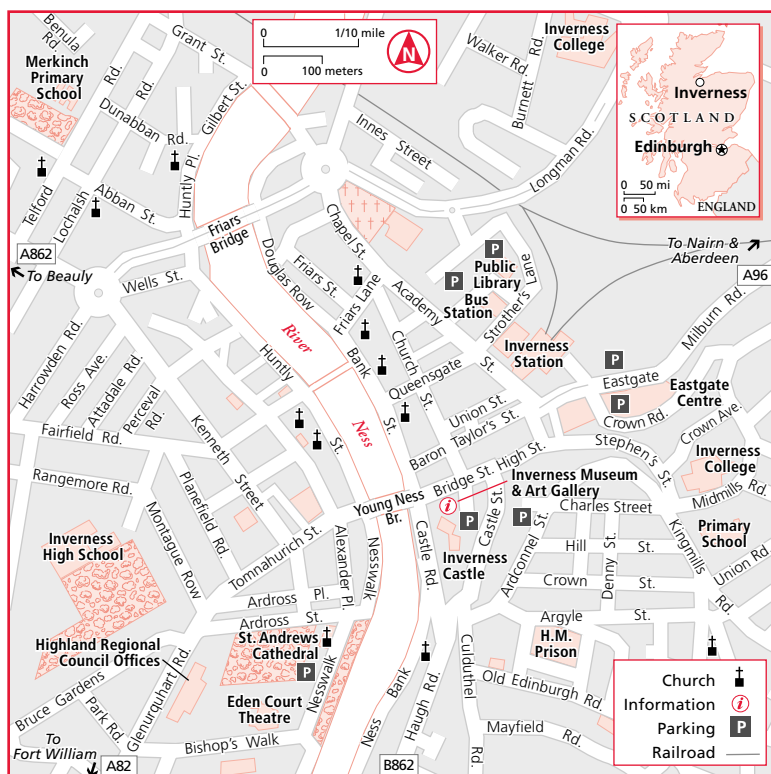 0 1/10 mile
0 100 meters
N
Benula
Rd.
Grant St.
Merkinch
Primary
School
Rd.
Rd.
Dunabban Rd.
Gilbert St.
Huntly Pl.
Telford
Lochalsh
Abban St.
Walker Rd.
Burnett Rd.
Inverness
College
Innes Street
Longman Rd.
Inverness
SCOTLAND
Edinburgh
0 50 mi
0 50 km
ENGLAND
A862
To Beauly
Friars
Bridge
Wells St.
Douglas Row
Chapel St.
Friars St.
Friars Lane
Academy
St.
P
P
Public
Library
Bus
Station
Strother's
Lane
To Nairn &
Aberdeen
A96
Milburn Rd.
River
Ness
Huntly
St.
Bank
St.
Church
St.
Queensgate
Inverness
Station
P
Eastgate
P
Eastgate
Centre
Crown Rd.
Crown Ave.
Harrowden Rd.
Ross Ave.
Attadale Rd.
Perceval
Rd.
Fairfield Rd.
Kenneth Street
Rangemore Rd.
Planefield Rd.
Montague Row
Union St.
Baron Taylor's St.
Bridge St. High St.
Stephen's St.
Inverness
College
Midmills Rd.
Inverness Museum
& Art Gallery
i
P
P
Young Ness
Br.
Castle St.
Charles Street
Primary
School
Inverness
High School
Tomnahurich St.
Alexander Pl.
Nesswalk
Castle Rd.
Inverness
Castle
Ardconnel St.
Hill St.
Denny St.
Kingmills
Rd.
Union Rd.
Crown St.
Ardross Pl.
Ardross St.
Argyle St.
St. Andrews
Cathedral
P
H.M.
Prison
Highland Regional
Council Offices
Glenurquhart Rd.
Bruce Gardens
Park Rd.
Eden Court
Theatre
Nesswalk
Bishop's Walk
Ness Bank
Haugh Rd.
Culduthel
Rd.
Old Edinburgh Rd.
Mayfield Rd.
To
Fort William
A82
B862
Church
Information i
Parking P
Railroad